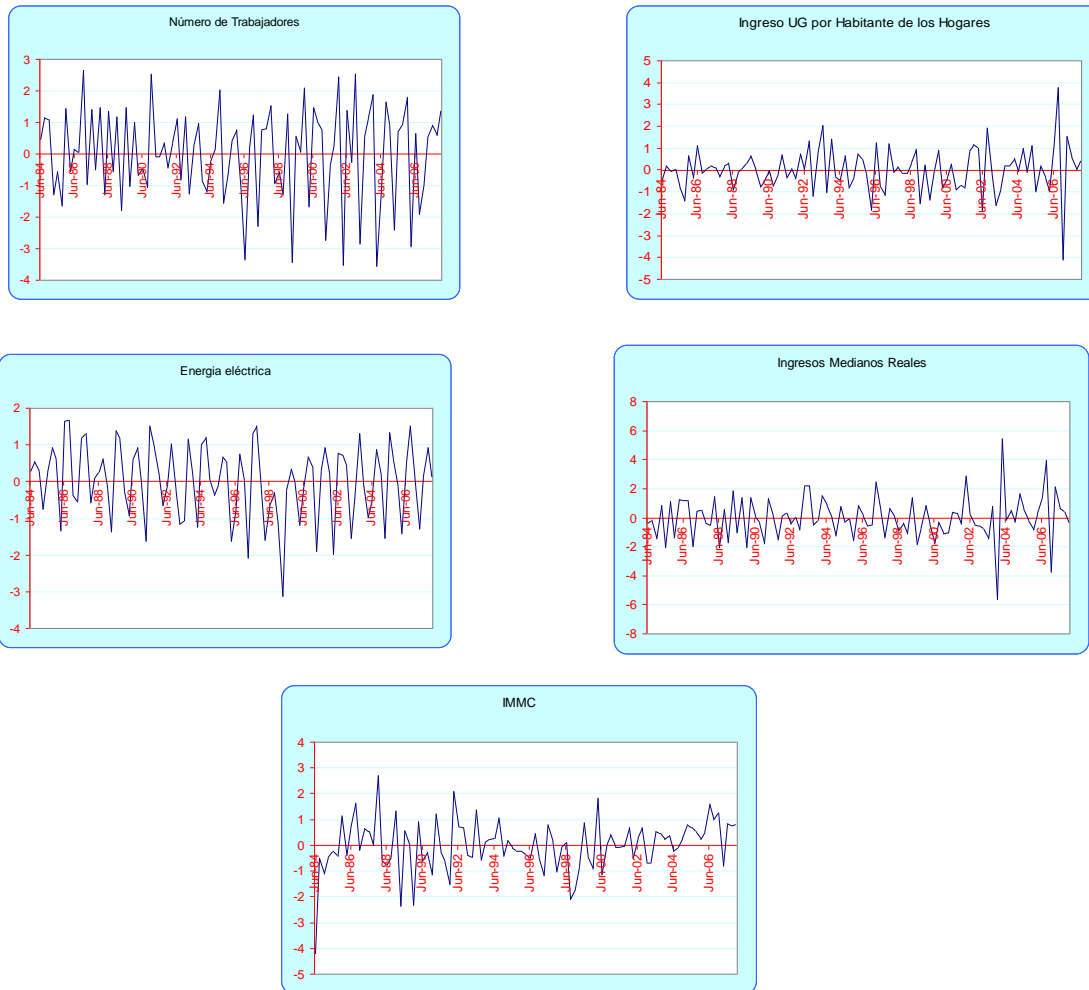 Número de Trabajadores
3
2
1
0
-1
-2
-3
-4
Jun-84
Jun-86
Jun-88
Jun-90
Jun-92
Jun-94
Jun-96
Jun-98
Jun-00
Jun-02
Jun-04
Jun-06
Ingreso UG por Habitante de los Hogares
5
4
3
2
1
0
-1
-2
-3
-4
-5
Jun-84
Jun-86
Jun-88
Jun-90
Jun-92
Jun-94
Jun-96
Jun-98
Jun-00
Jun-02
Jun-04
Jun-06
Energia eléctrica
2
1
0
-1
-2
-3
-4
Jun-84
Jun-86
Jun-88
Jun-90
Jun-92
Jun-94
Jun-96
Jun-98
Jun-00
Jun-02
Jun-04
Jun-06
Ingresos Medianos Reales
8
6
4
2
0
-2
-4
-6
-8
Jun-84
Jun-86
Jun-88
Jun-90
Jun-92
Jun-94
Jun-96
Jun-98
Jun-00
Jun-02
Jun-04
Jun-06
IMMC
4
3
2
1
0
-1
-2
-3
-4
-5
Jun-84
Jun-86
Jun-88
Jun-90
Jun-92
Jun-94
Jun-96
Jun-98
Jun-00
Jun-02
Jun-04
Jun-06